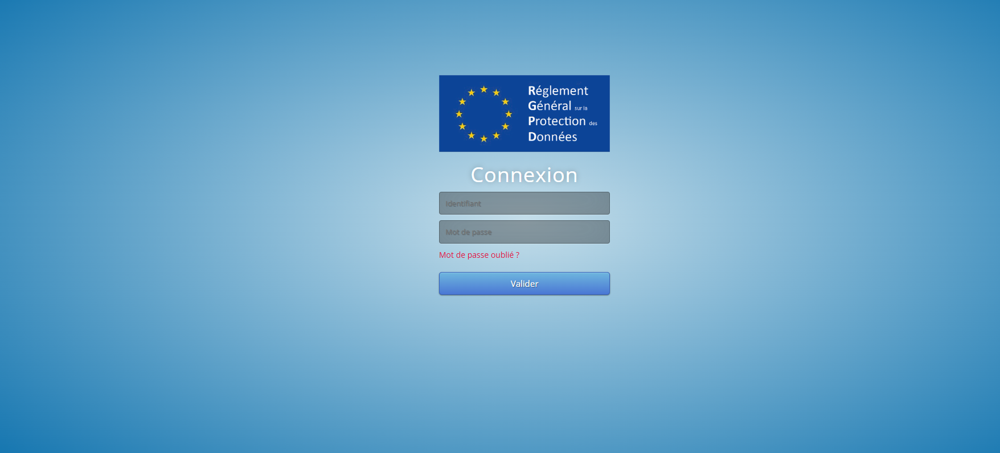 Réglement
Général sur la
Protection des
Données
Connexion
Identifiant
Mot de passe
Mot de passe oublié ?
Valider